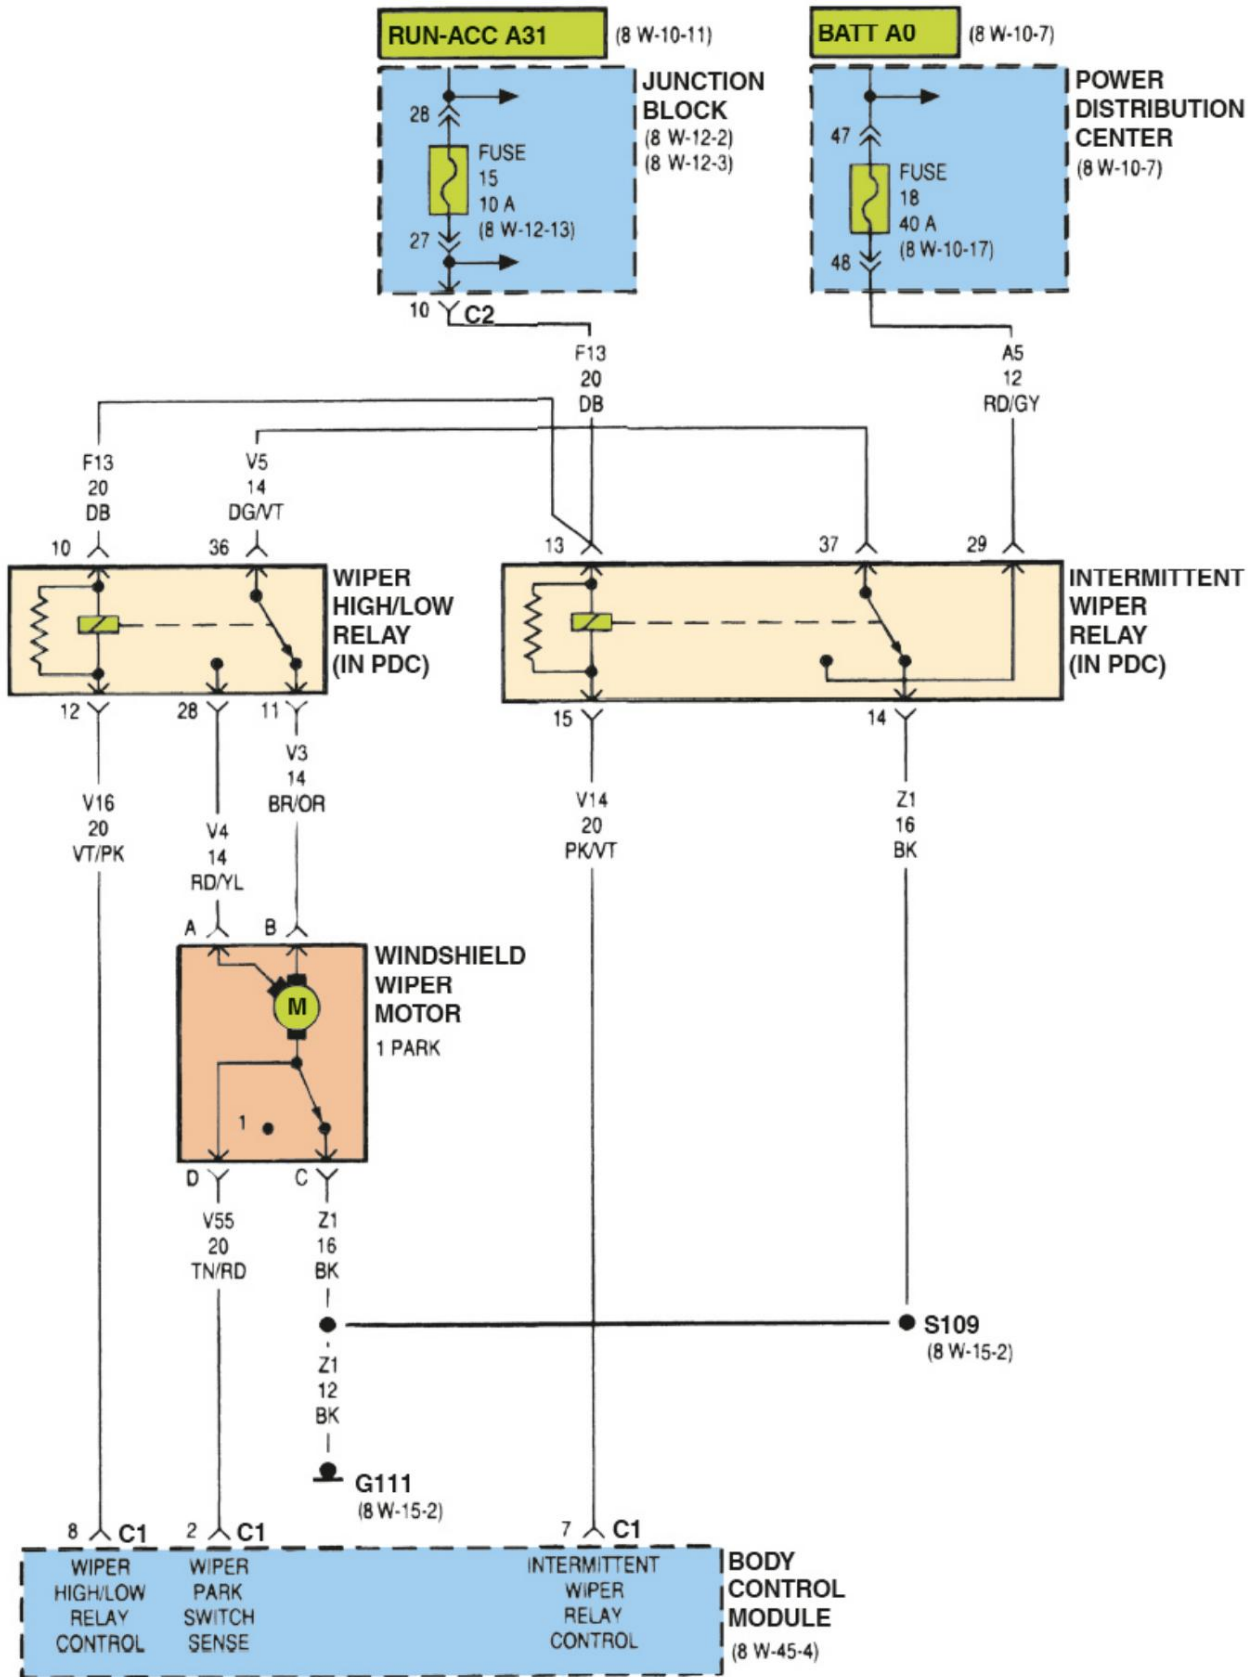 RUN-ACC A31
(8 W-10-11)
BATT A0
(8 W-10-7)
JUNCTION
BLOCK
(8 W-12-2)
(8 W-12-3)
28
FUSE
15
10 A
(8 W-12-13)
27
10
C2
POWER
DISTRIBUTION
CENTER
(8 W-10-7)
47
FUSE
18
40 A
(8 W-10-17)
48
F13
20
DB
A5
12
RD/GY
F13
20
DB
V5
14
DG/VT
10
36
13
37
29
WIPER
HIGH/LOW
RELAY
(IN PDC)
INTERMITTENT
WIPER
RELAY
(IN PDC)
12
28
11
15
14
V3
14
BR/OR
V16
20
VT/PK
V4
14
RD/YL
V14
20
PK/VT
Z1
16
BK
A
B
WINDSHIELD
WIPER
MOTOR
1 PARK
M
1
D
C
V55
20
TN/RD
Z1
16
BK
S109
(8 W-15-2)
Z1
12
BK
G111
(8 W-15-2)
8
C1
2
C1
7
C1
WIPER
HIGH/LOW
RELAY
CONTROL
WIPER
PARK
SWITCH
SENSE
INTERMITTENT
WIPER
RELAY
CONTROL
BODY
CONTROL
MODULE
(8 W-45-4)